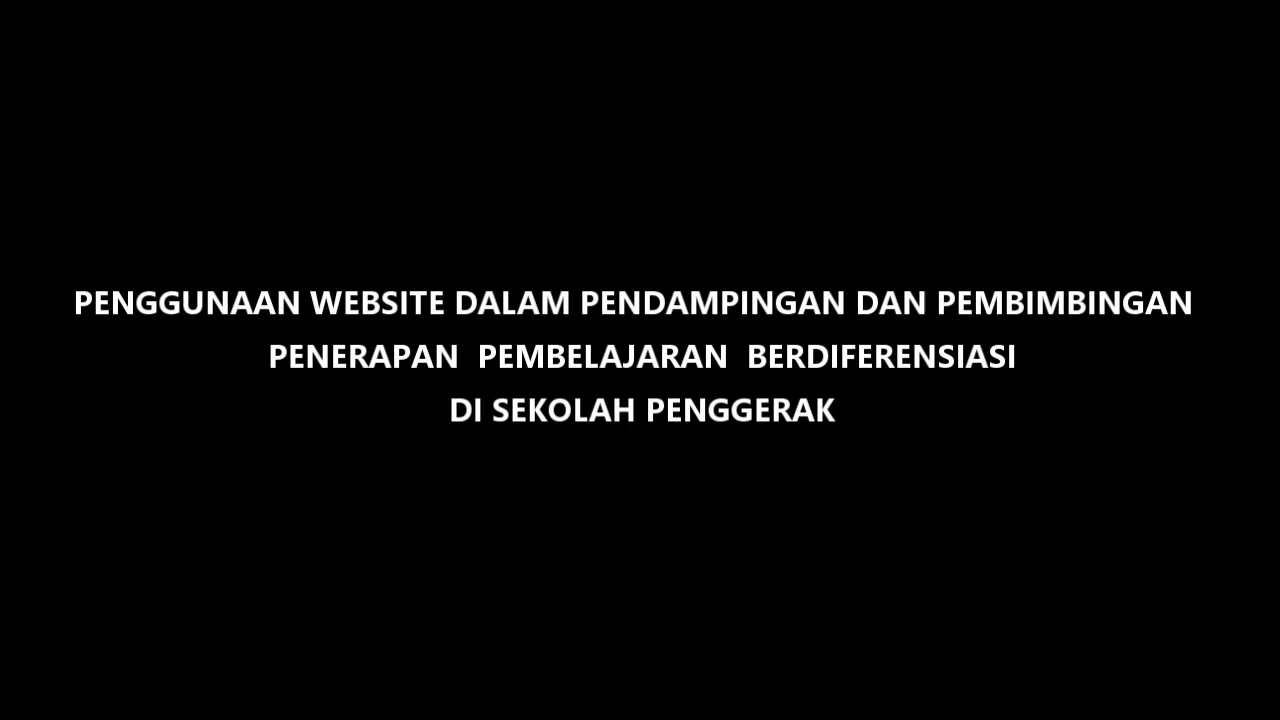 PENGGUNAAN WEBSITE DALAM PENDAMPINGAN DAN PEMBIMBINGAN
PENERAPAN PEMBELAJARAN BERDIFERENSIASI
DI SEKOLAH PENGGERAK